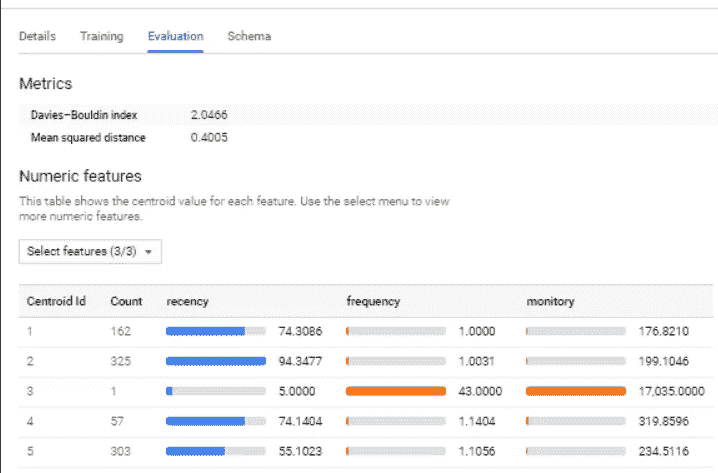 Details Training Evaluation Schema
Metrics
Davies-Bouldin index 2.0466
Mean squared distance 0.4005
Numeric features
This table shows the centroid value for each feature. Use the select menu to view
more numeric features.
Select features (3/3)
Centroid Id Count recency frequency monitory
1 162 74.3086 1.0000 176.8210
2 325 94.3477 1.0031 199.1046
3 1 5.0000 43.0000 17,035.0000
4 57 74.1404 1.1404 319.8596
5 303 55.1023 1.1056 234.5116